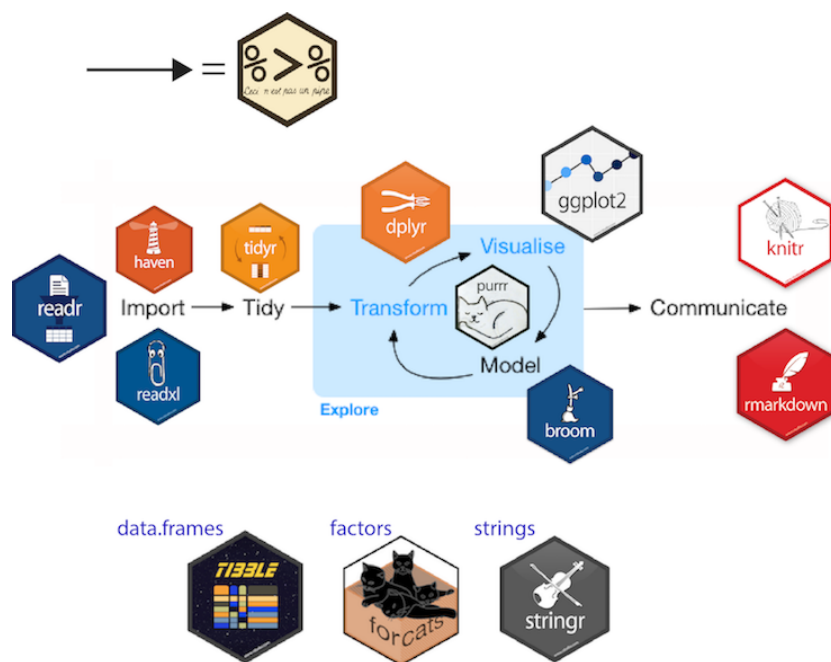 =
% > %
Ceci n'est pas un pipe
ggplot2
dplyr
knitr
haven
tidyr
Visualise
purrr
readr
Import
Tidy
Transform
Communicate
Model
readxl
rmarkdown
Explore
broom
data.frames
factors
strings
TIBBLE
forcats
stringr